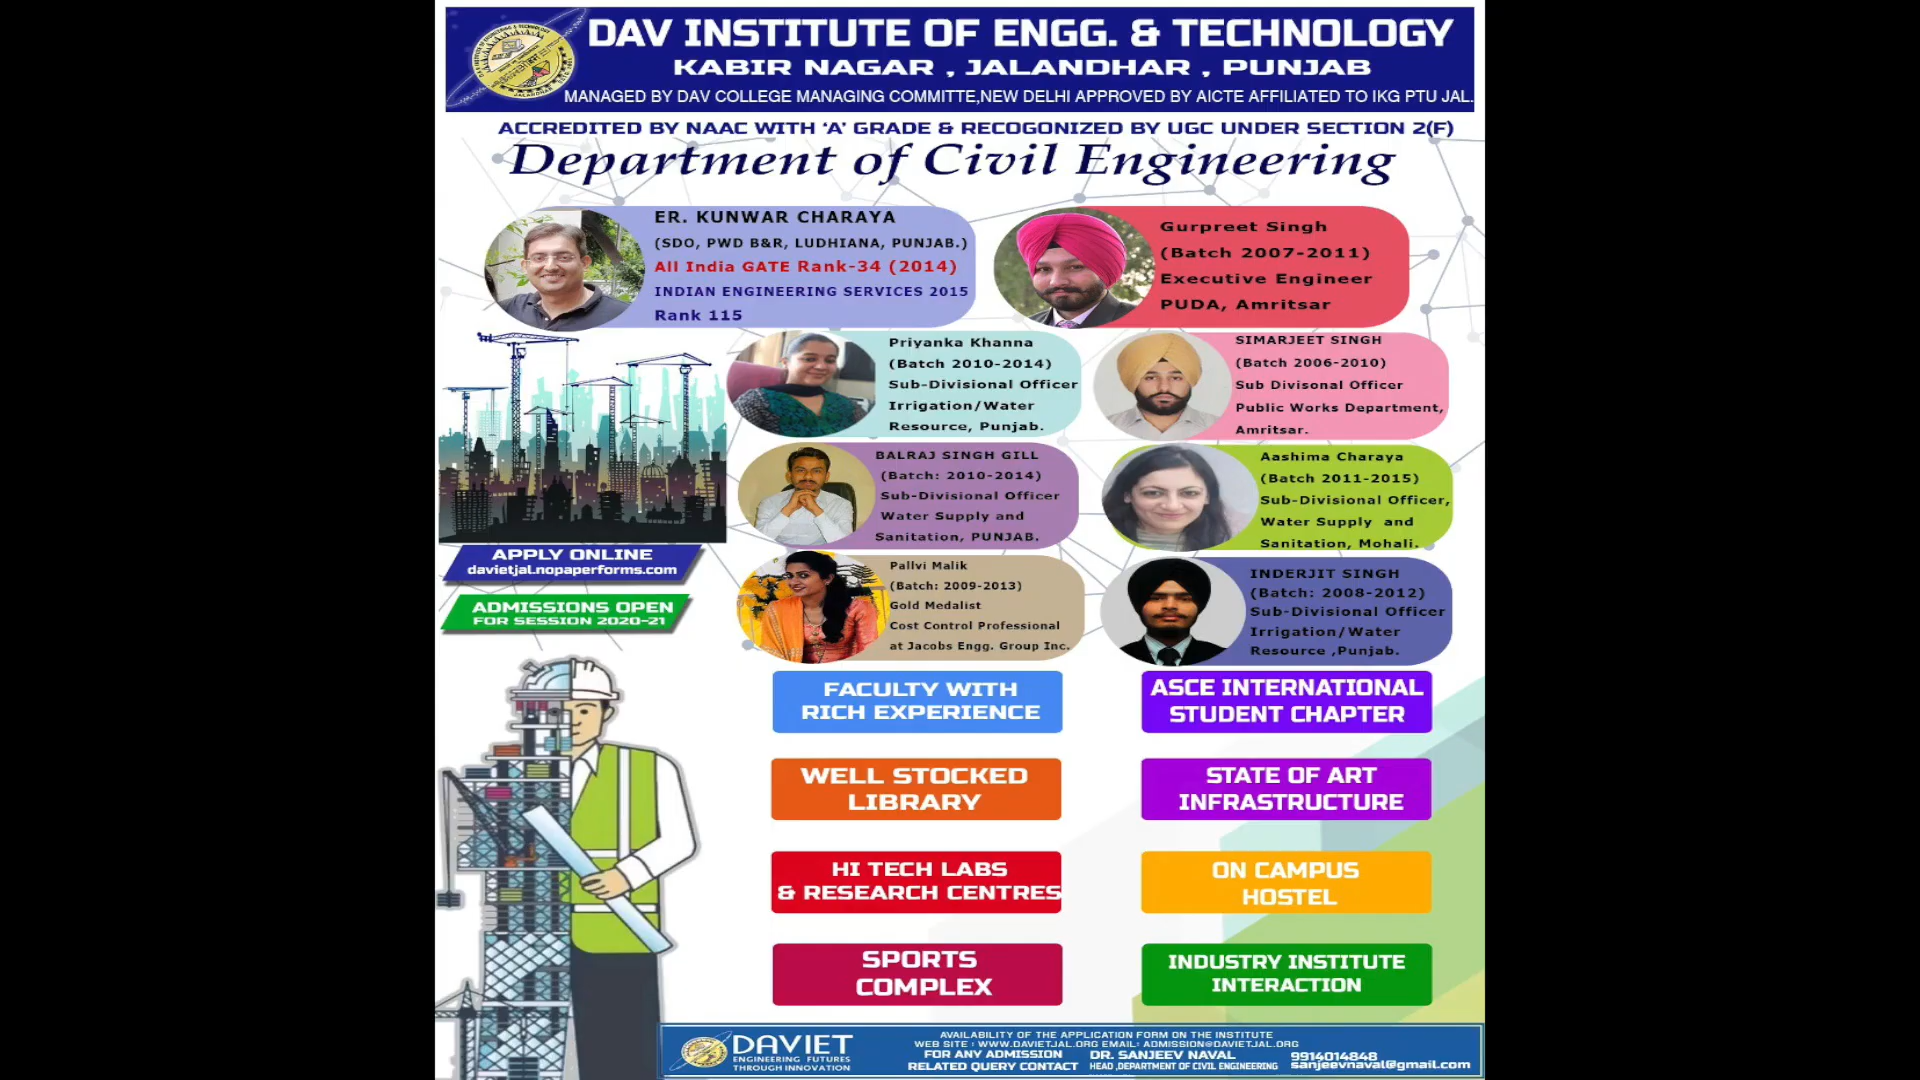 DAV INSTITUTE OF ENGG. & TECHNOLOGY
KABIR NAGAR , JALANDHAR , PUNJAB
MANAGED BY DAV COLLEGE MANAGING COMMITTE,NEW DELHI APPROVED BY AICTE AFFILIATED TO IKG PTU JAL.
ACCREDITED BY NAAC WITH ‘A’ GRADE & RECOGONIZED BY UGC UNDER SECTION 2(F)
Department of Civil Engineering
ER. KUNWAR CHARAYA
(SDO, PWD B&R, LUDHIANA, PUNJAB.)
All India GATE Rank-34 (2014)
INDIAN ENGINEERING SERVICES 2015
Rank 115
Gurpreet Singh
(Batch 2007-2011)
Executive Engineer
PUDA, Amritsar
Priyanka Khanna
(Batch 2010-2014)
Sub-Divisional Officer
Irrigation/Water
Resource, Punjab.
SIMARJEET SINGH
(Batch 2006-2010)
Sub Divisonal Officer
Public Works Department,
Amritsar.
BALRAJ SINGH GILL
(Batch: 2010-2014)
Sub-Divisional Officer
Water Supply and
Sanitation, PUNJAB.
Aashima Charaya
(Batch 2011-2015)
Sub-Divisional Officer,
Water Supply and
Sanitation, Mohali.
APPLY ONLINE
davietjal.nopaperforms.com
ADMISSIONS OPEN
FOR SESSION 2020-21
Pallvi Malik
(Batch: 2009-2013)
Gold Medalist
Cost Control Professional
at Jacobs Engg. Group Inc.
INDERJIT SINGH
(Batch: 2008-2012)
Sub-Divisional Officer
Irrigation/Water
Resource ,Punjab.
FACULTY WITH
RICH EXPERIENCE
ASCE INTERNATIONAL
STUDENT CHAPTER
WELL STOCKED
LIBRARY
STATE OF ART
INFRASTRUCTURE
HI TECH LABS
& RESEARCH CENTRES
ON CAMPUS
HOSTEL
SPORTS
COMPLEX
INDUSTRY INSTITUTE
INTERACTION
DAVIET
ENGINEERING FUTURES
THROUGH INNOVATION
AVAILABILITY OF THE APPLICATION FORM ON THE INSTITUTE
WEB SITE : WWW.DAVIETJAL.ORG EMAIL: ADMISSION@DAVIETJAL.ORG
FOR ANY ADMISSION
RELATED QUERY CONTACT
DR. SANJEEV NAVAL
HEAD ,DEPARTMENT OF CIVIL ENGINEERING
9914014848
sanjeevnaval@gmail.com